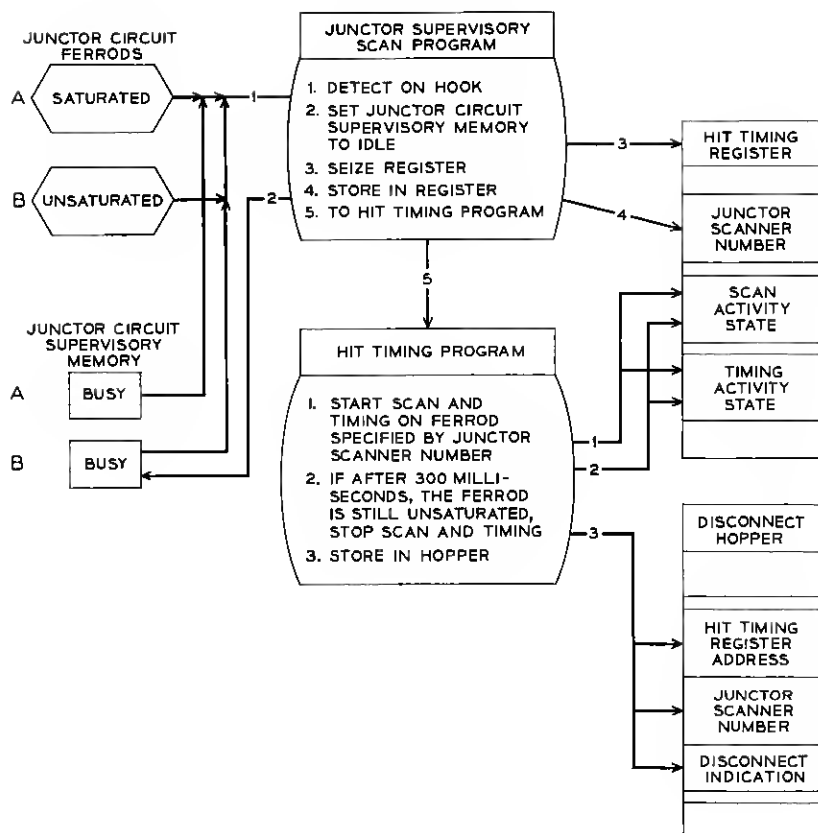 JUNCTOR CIRCUIT
FERRODS
A
SATURATED
B
UNSATURATED
JUNCTOR CIRCUIT
SUPERVISORY
MEMORY
A
BUSY
B
BUSY
1
2
JUNCTOR SUPERVISORY
SCAN PROGRAM
1. DETECT ON HOOK
2. SET JUNCTOR CIRCUIT
SUPERVISORY MEMORY
TO IDLE
3. SEIZE REGISTER
4. STORE IN REGISTER
5. TO HIT TIMING PROGRAM
3
4
5
HIT TIMING PROGRAM
1. START SCAN AND
TIMING ON FERROD
SPECIFIED BY JUNCTOR
SCANNER NUMBER
2. IF AFTER 300 MILLI-
SECONDS, THE FERROD
IS STILL UNSATURATED,
STOP SCAN AND TIMING
3. STORE IN HOPPER
1
2
3
HIT TIMING
REGISTER
JUNCTOR
SCANNER
NUMBER
SCAN
ACTIVITY
STATE
TIMING
ACTIVITY
STATE
DISCONNECT
HOPPER
HIT TIMING
REGISTER
ADDRESS
JUNCTOR
SCANNER
NUMBER
DISCONNECT
INDICATION